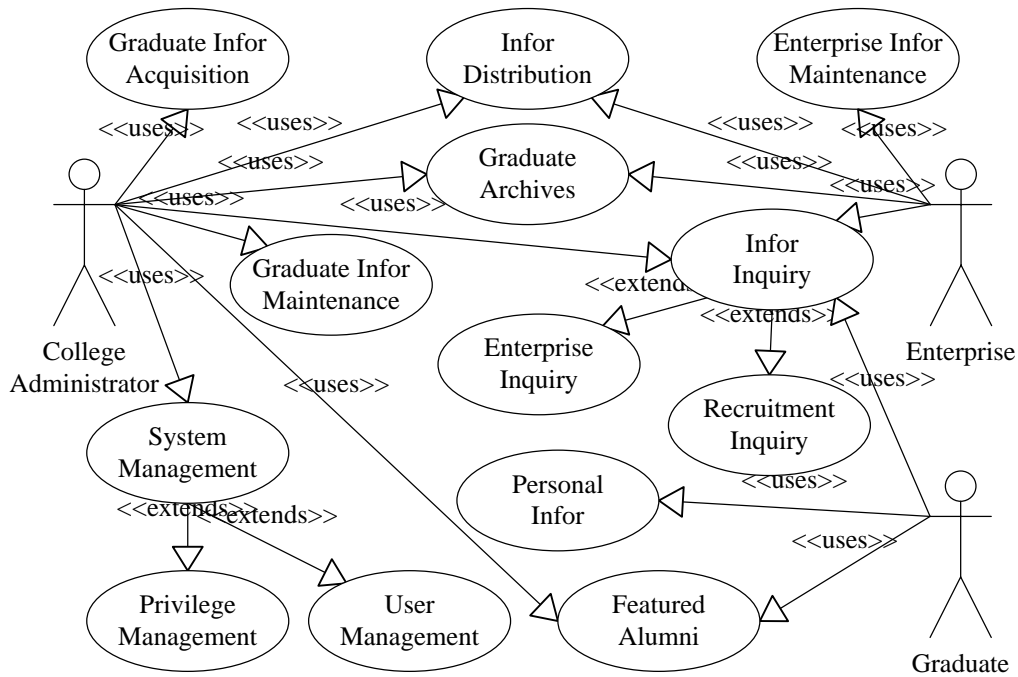 Graduate Infor
Acquisition
Infor
Distribution
Enterprise Infor
Maintenance
<<uses>>
<<uses>>
<<uses>>
<<uses>>
<<uses>>
<<uses>>
Graduate
Archives
<<uses>>
<<uses>>
<<uses>>
<<uses>>
Infor
Inquiry
Graduate Infor
Maintenance
<<uses>>
<<extends>>
<<extends>>
College
Administrator
Enterprise
Inquiry
Enterprise
<<uses>>
<<uses>>
Recruitment
Inquiry
System
Management
<<uses>>
Personal
Infor
<<extends>>
<<extends>>
<<uses>>
Privilege
Management
User
Management
Featured
Alumni
Graduate